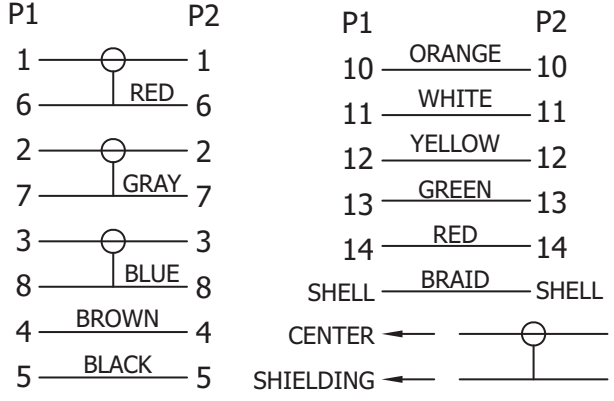 P1 P2
1 1
6 RED 6
2 2
7 GRAY 7
3 3
8 BLUE 8
4 BROWN 4
5 BLACK 5
P1 P2
10 ORANGE 10
11 WHITE 11
12 YELLOW 12
13 GREEN 13
14 RED 14
SHELL BRAID SHELL
CENTER
SHIELDING